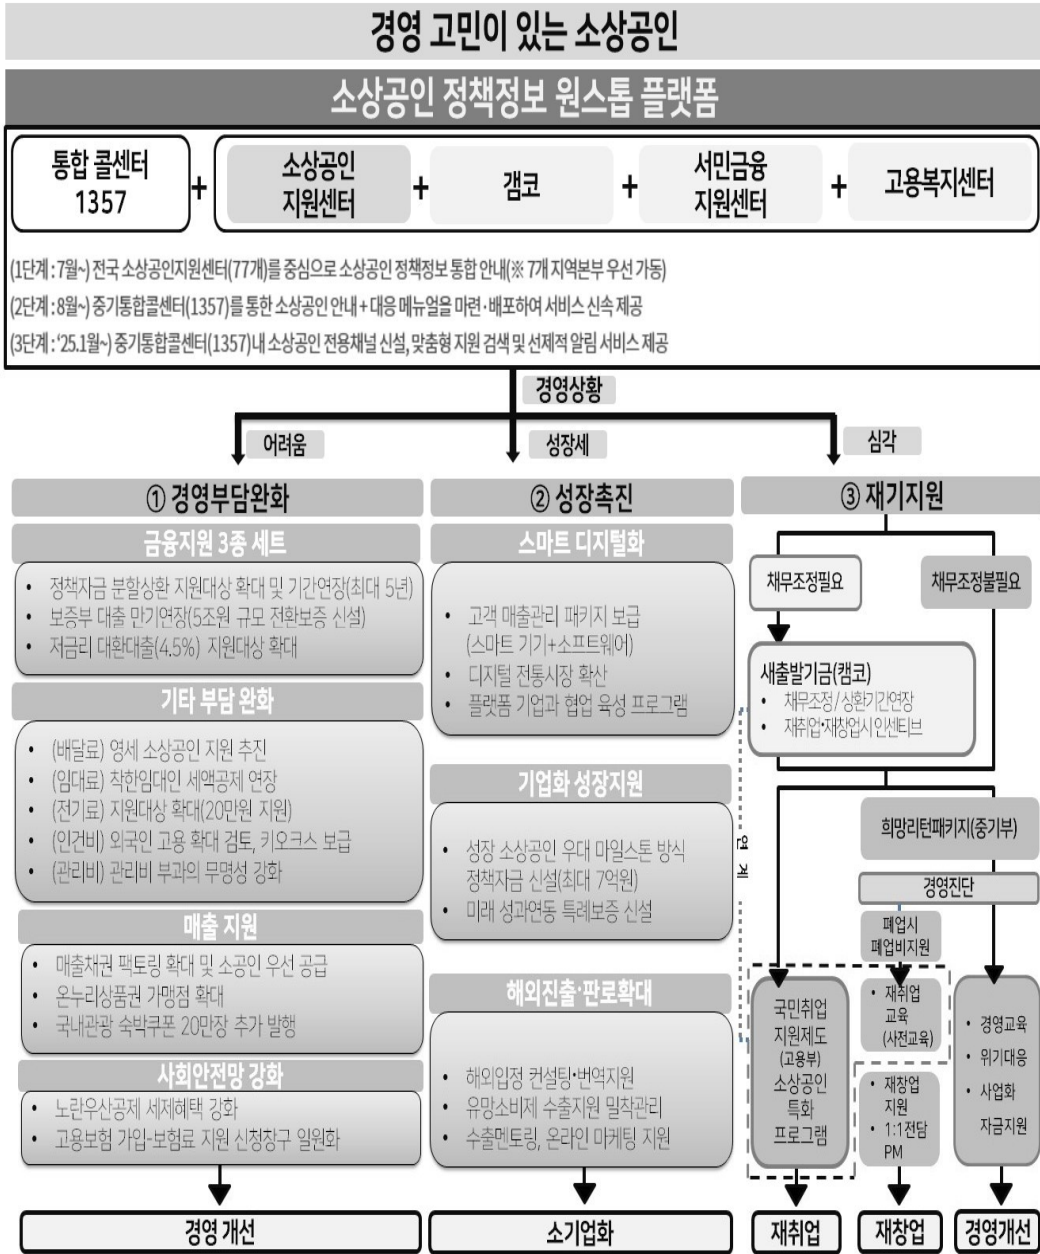 경영 고민이 있는 소상공인
소상공인 정책정보 원스톱 플랫폼
통합 콜센터
1357
+
소상공인
지원센터
+
캠코
+
서민금융
지원센터
+
고용복지센터
(1단계 : 7월~) 전국 소상공인지원센터(77개)를 중심으로 소상공인 정책정보 통합 안내(※ 7개 지역본부 우선 가동)
(2단계 : 8월~) 중기통합콜센터(1357)를 통한 소상공인 안내 + 대응 메뉴얼을 마련·배포하여 서비스 신속 제공
(3단계 : ‘25.1월~) 중기통합콜센터(1357)내 소상공인 전용채널 신설, 맞춤형 지원 검색 및 선제적 알림 서비스 제공
경영상황
어려움
성장세
심각
① 경영부담완화
금융지원 3종 세트
• 정책자금 분할상환 지원대상 확대 및 기간연장(최대 5년)
• 보증부 대출 만기연장(5조원 규모 전환보증 신설)
• 저금리 대환대출(4.5%) 지원대상 확대
기타 부담 완화
• (배달료) 영세 소상공인 지원 추진
• (임대료) 착한임대인 세액공제 연장
• (전기료) 지원대상 확대(20만원 지원)
• (인건비) 외국인 고용 확대 검토, 키오크스 보급
• (관리비) 관리비 부과의 무명성 강화
매출 지원
• 매출채권 팩토링 확대 및 소공인 우선 공급
• 온누리상품권 가맹점 확대
• 국내관광 숙박쿠폰 20만장 추가 발행
사회안전망 강화
• 노란우산공제 세제혜택 강화
• 고용보험 가입-보험료 지원 신청창구 일원화
경영 개선
② 성장촉진
스마트 디지털화
• 고객 매출관리 패키지 보급
(스마트 기기+소프트웨어)
• 디지털 전통시장 확산
• 플랫폼 기업과 협업 육성 프로그램
기업화 성장지원
• 성장 소상공인 우대 마일스톤 방식
정책자금 신설(최대 7억원)
• 미래 성과연동 특례보증 신설
해외진출·판로확대
• 해외입정 컨설팅•번역지원
• 유망소비제 수출지원 밀착관리
• 수출멘토링, 온라인 마케팅 지원
소기업화
③ 재기지원
채무조정필요
채무조정불필요
새출발기금(캠코)
• 채무조정 / 상환기간연장
• 재취업•재창업시 인센티브
연계
희망리턴패키지(중기부)
경영진단
폐업시
폐업비지원
국민취업
지원제도
(고용부)
소상공인
특화
프로그램
• 재취업
교육
(사전교육)
• 재창업
지원
• 1:1전담
PM
• 경영교육
• 위기대응
• 사업화
자금지원
재취업
재창업
경영개선